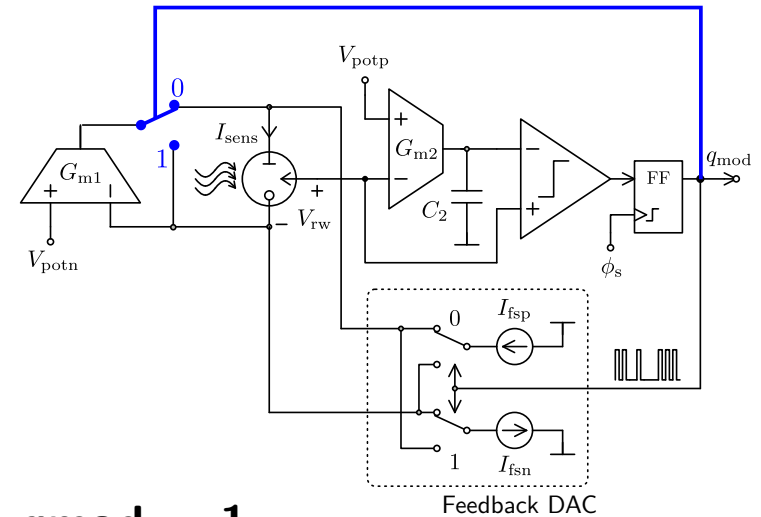 0
V_potp
I_sens
G_m1
+
1
+
G_m2
−
−
+
FF
q_mod
+
V_rw
−
C_2
V_potn
ϕ_s
0
I_fsp
1
I_fsn
Feedback DAC